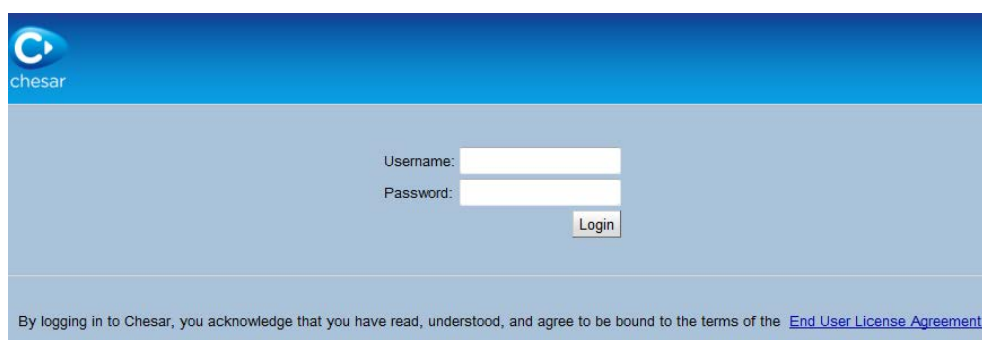 chesar
Username:
Password:
Login
By logging in to Chesar, you acknowledge that you have read, understood, and agree to be bound to the terms of the End User License Agreement